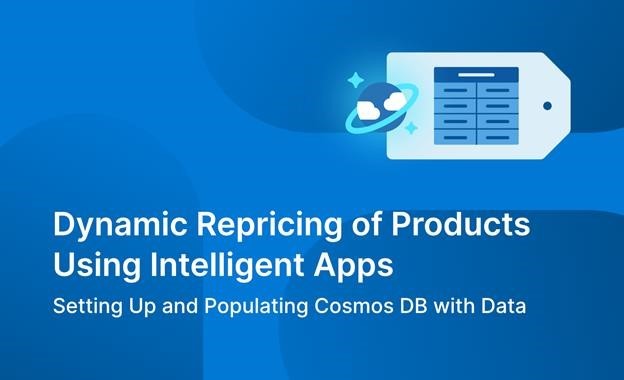 Dynamic Repricing of Products
Using Intelligent Apps
Setting Up and Populating Cosmos DB with Data